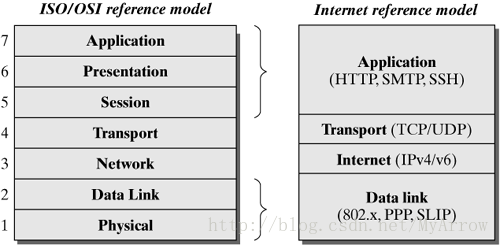 ISO/OSI reference model
7 Application
6 Presentation
5 Session
4 Transport
3 Network
2 Data Link
1 Physical
Internet reference model
Application
(HTTP, SMTP, SSH)
Transport (TCP/UDP)
Internet (IPv4/v6)
Data link
(802.x, PPP, SLIP)
http://blog.csdn.net/MyArrow